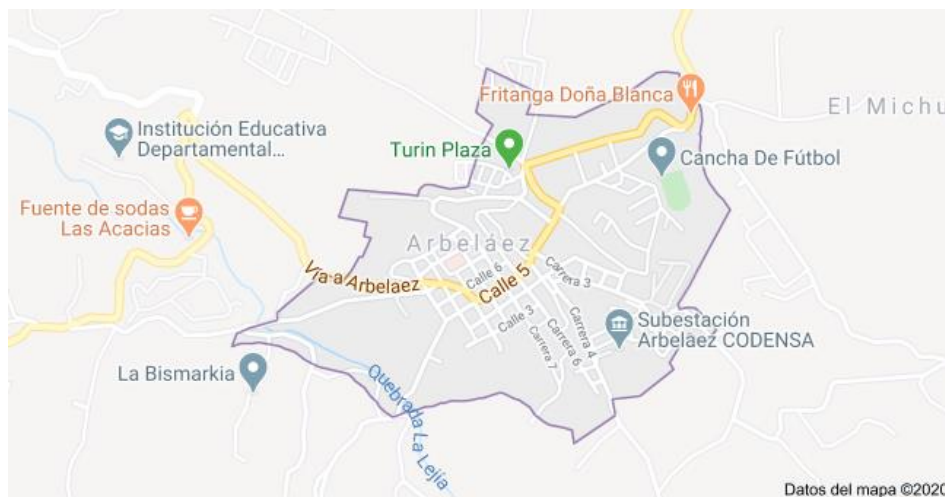 Fritanga Doña Blanca
El Michu
Institución Educativa
Departamental...
Turin Plaza
Cancha De Fútbol
Fuente de sodas
Las Acacias
Arbeláez
Vía a Arbelaez
Calle 6
Calle 5
Carrera 3
Calle 3
Carrera 4
Carrera 6
Carrera 7
Subestación
Arbelaez CODENSA
La Bismarkia
Quebrada La Lejía
Datos del mapa ©2020